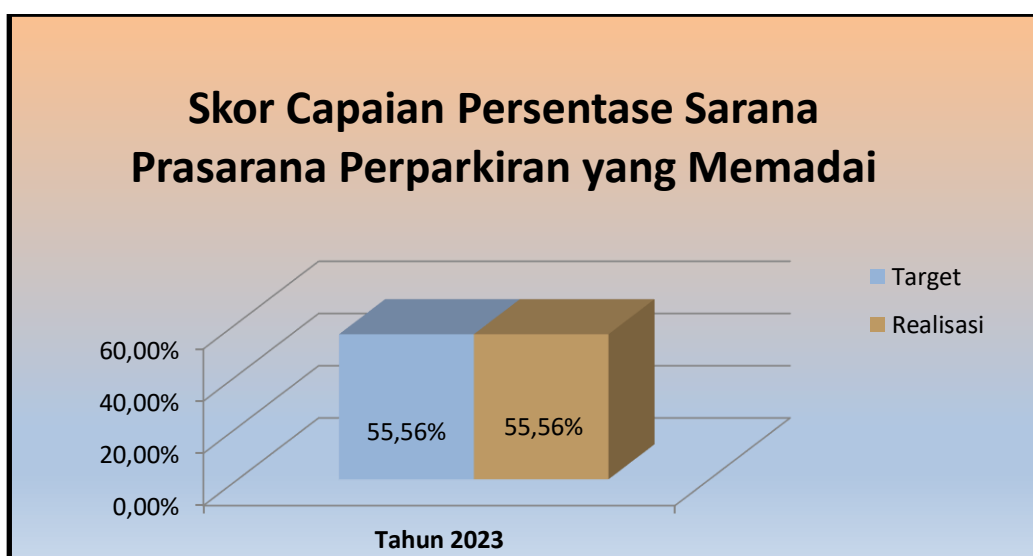 Skor Capaian Persentase Sarana
Prasarana Perparkiran yang Memadai
Target
Realisasi
60,00%
40,00%
20,00%
0,00%
55,56%
55,56%
Tahun 2023